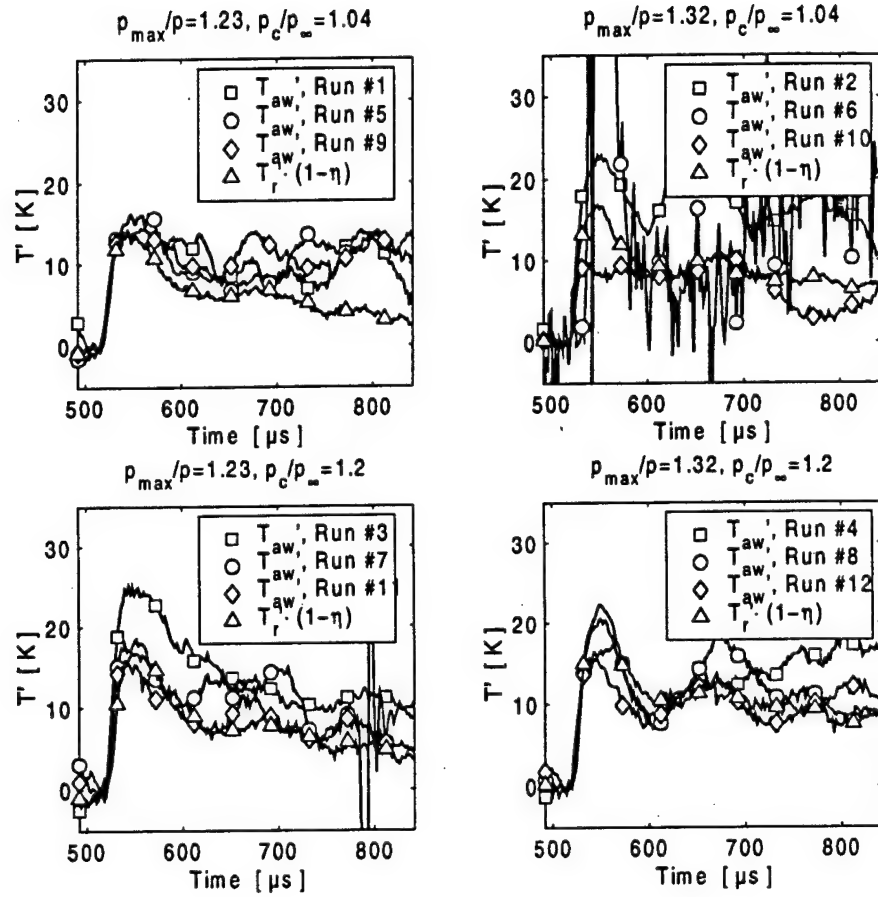 p_max/p=1.23, p_c/p_∞=1.04
T_aw', Run #1
T_aw', Run #5
T_aw', Run #9
T_r'·(1-η)
T' [K]
30
20
10
0
500 600 700 800
Time [µs]
p_max/p=1.32, p_c/p_∞=1.04
T_aw', Run #2
T_aw', Run #6
T_aw', Run #10
T_r'·(1-η)
T' [K]
30
20
10
0
500 600 700 800
Time [µs]
p_max/p=1.23, p_c/p_∞=1.2
T_aw', Run #3
T_aw', Run #7
T_aw', Run #11
T_r'·(1-η)
T' [K]
30
20
10
0
500 600 700 800
Time [µs]
p_max/p=1.32, p_c/p_∞=1.2
T_aw', Run #4
T_aw', Run #8
T_aw', Run #12
T_r'·(1-η)
T' [K]
30
20
10
0
500 600 700 800
Time [µs]